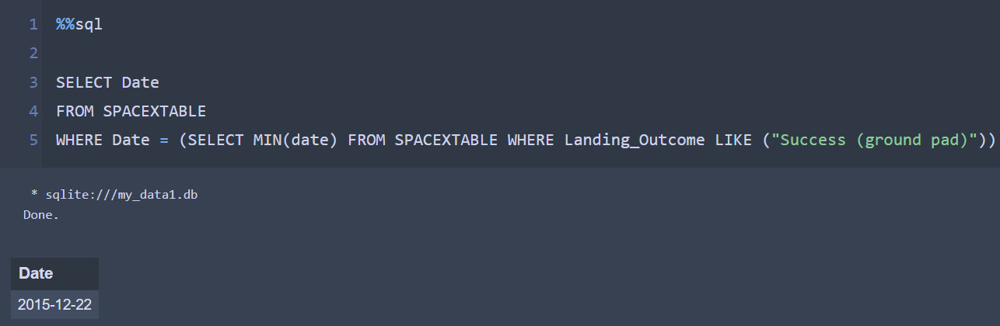 1 %%sql
2
3 SELECT Date
4 FROM SPACEXTABLE
5 WHERE Date = (SELECT MIN(date) FROM SPACEXTABLE WHERE Landing_Outcome LIKE ("Success (ground pad)"))
* sqlite:///my_data1.db
Done.
Date
2015-12-22